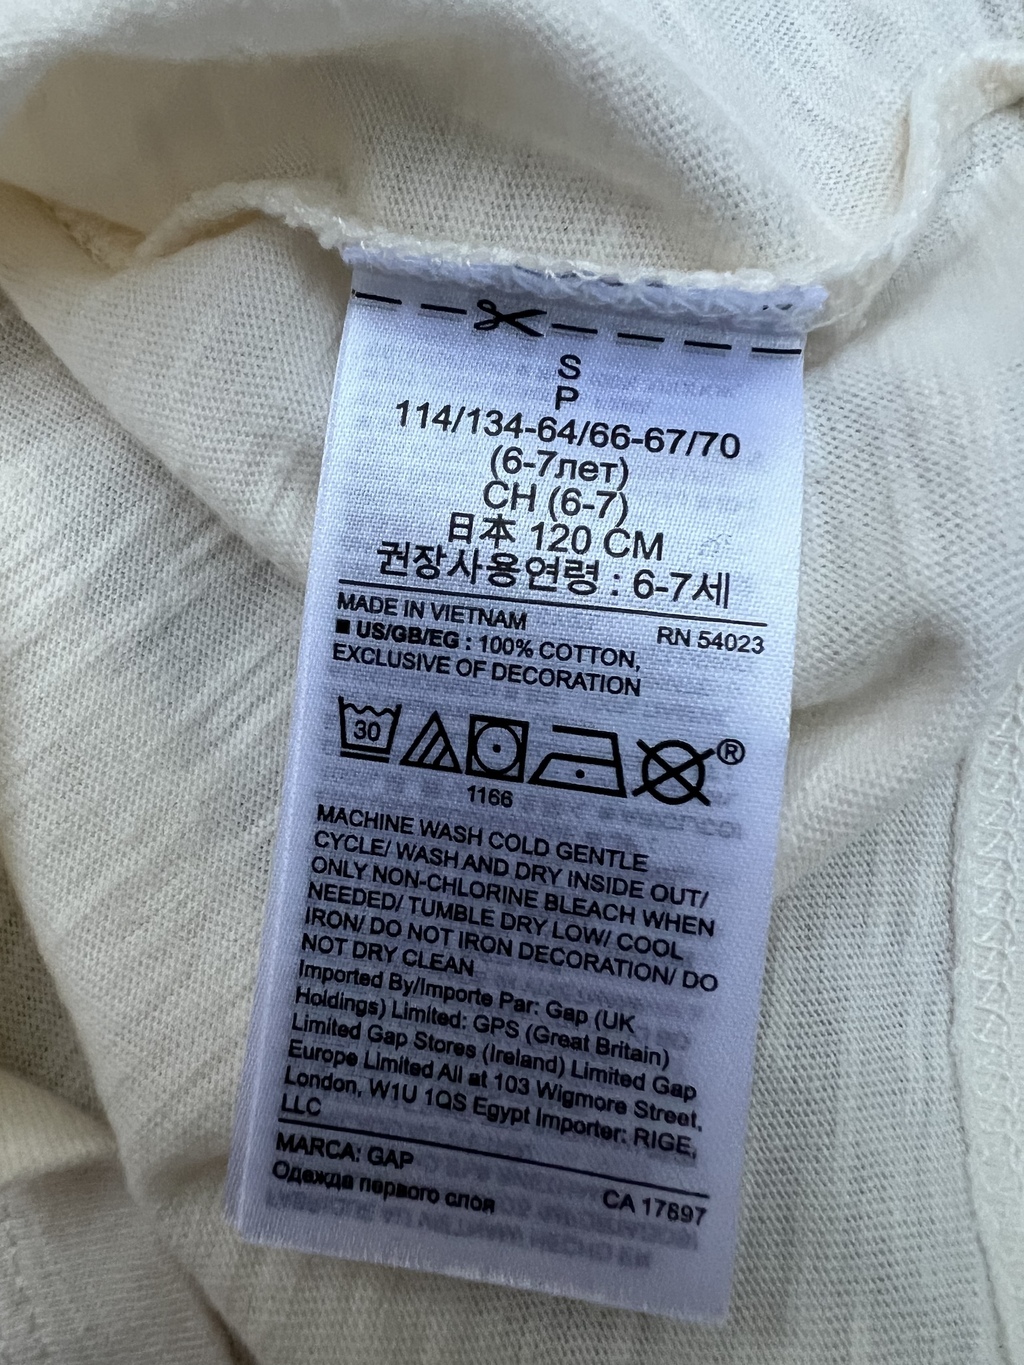 S
P
114/134-64/66-67/70
(6-7лет)
CH (6-7)
日本 120 CM
권장사용연령 : 6-7세
MADE IN VIETNAM
RN 54023
■ US/GB/EG : 100% COTTON,
EXCLUSIVE OF DECORATION
30
®
1166
MACHINE WASH COLD GENTLE
CYCLE/ WASH AND DRY INSIDE OUT/
ONLY NON-CHLORINE BLEACH WHEN
NEEDED/ TUMBLE DRY LOW/ COOL
IRON/ DO NOT IRON DECORATION/ DO
NOT DRY CLEAN
Imported By/Importe Par: Gap (UK
Holdings) Limited: GPS (Great Britain)
Limited Gap Stores (Ireland) Limited Gap
Europe Limited All at 103 Wigmore Street,
London, W1U 1QS Egypt Importer: RIGE,
LLC
MARCA: GAP
CA 17897
Одежда первого слоя